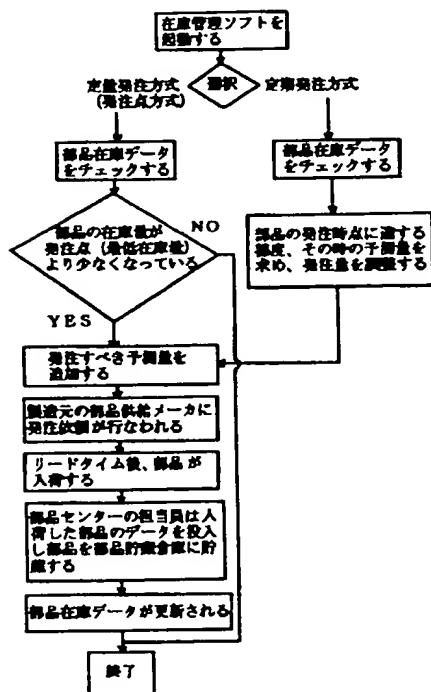 在庫管理ソフトを
起動する
選択
定量発注方式
(発注点方式)
定期発注方式
部品在庫データ
をチェックする
部品在庫データ
をチェックする
部品の在庫量が
発注点(最低在庫量)
より少なくなっている
NO
YES
部品の発注時点に達する
都度、その時の予測量を
求め、発注量を調整する
発注すべき予測量を
追加する
製造元の部品供給メーカに
発注依頼が行なわれる
リードタイム後、部品が
入荷する
部品センターの担当員は入
荷した部品のデータを投入
し部品を部品貯蔵倉庫に貯
蔵する
部品在庫データが更新される
終了